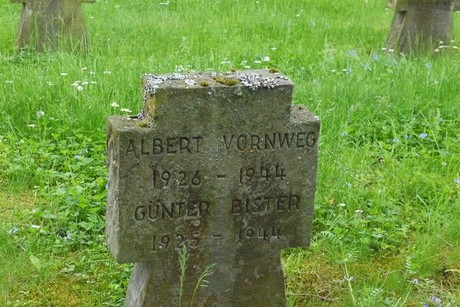 ALBERT VORNWEG
1926 - 1944
GÜNTER BISTER
1925 - 1944